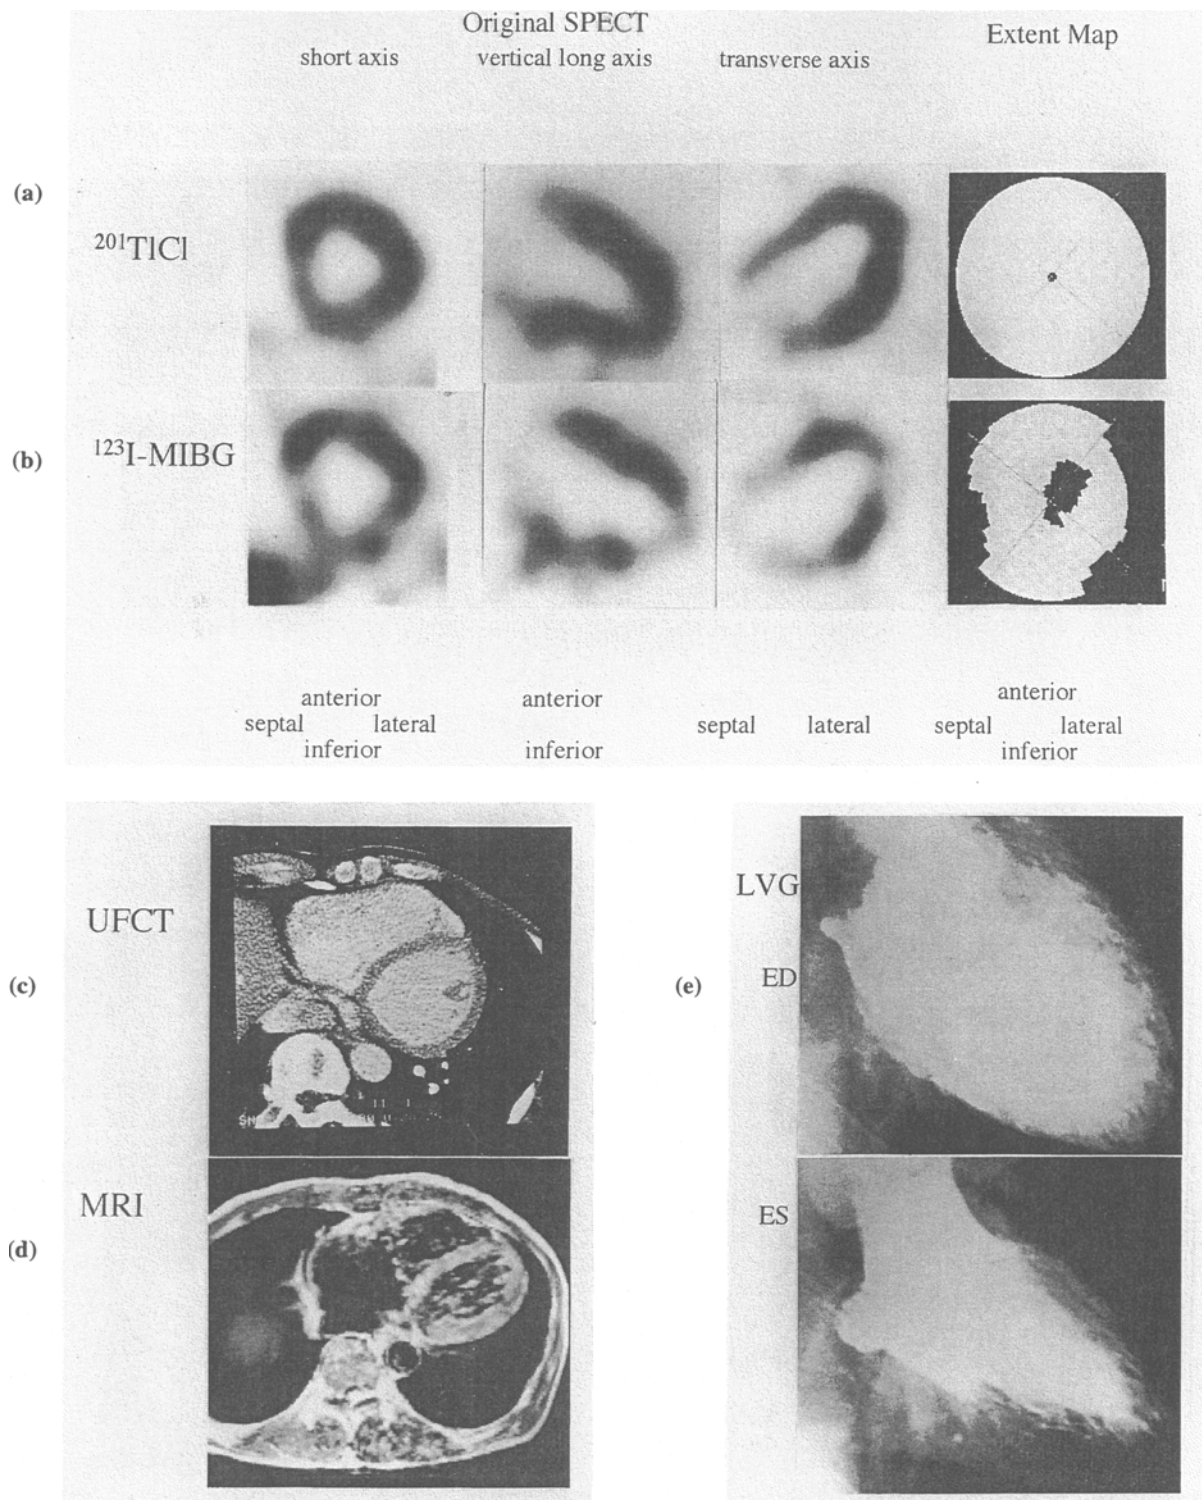 Original SPECT
short axis vertical long axis transverse axis Extent Map
(a)
201TlCl
(b)
123I-MIBG
anterior anterior anterior
septal lateral septal lateral septal lateral
inferior inferior inferior
UFCT
(c)
MRI
(d)
LVG
ED
(e)
ES